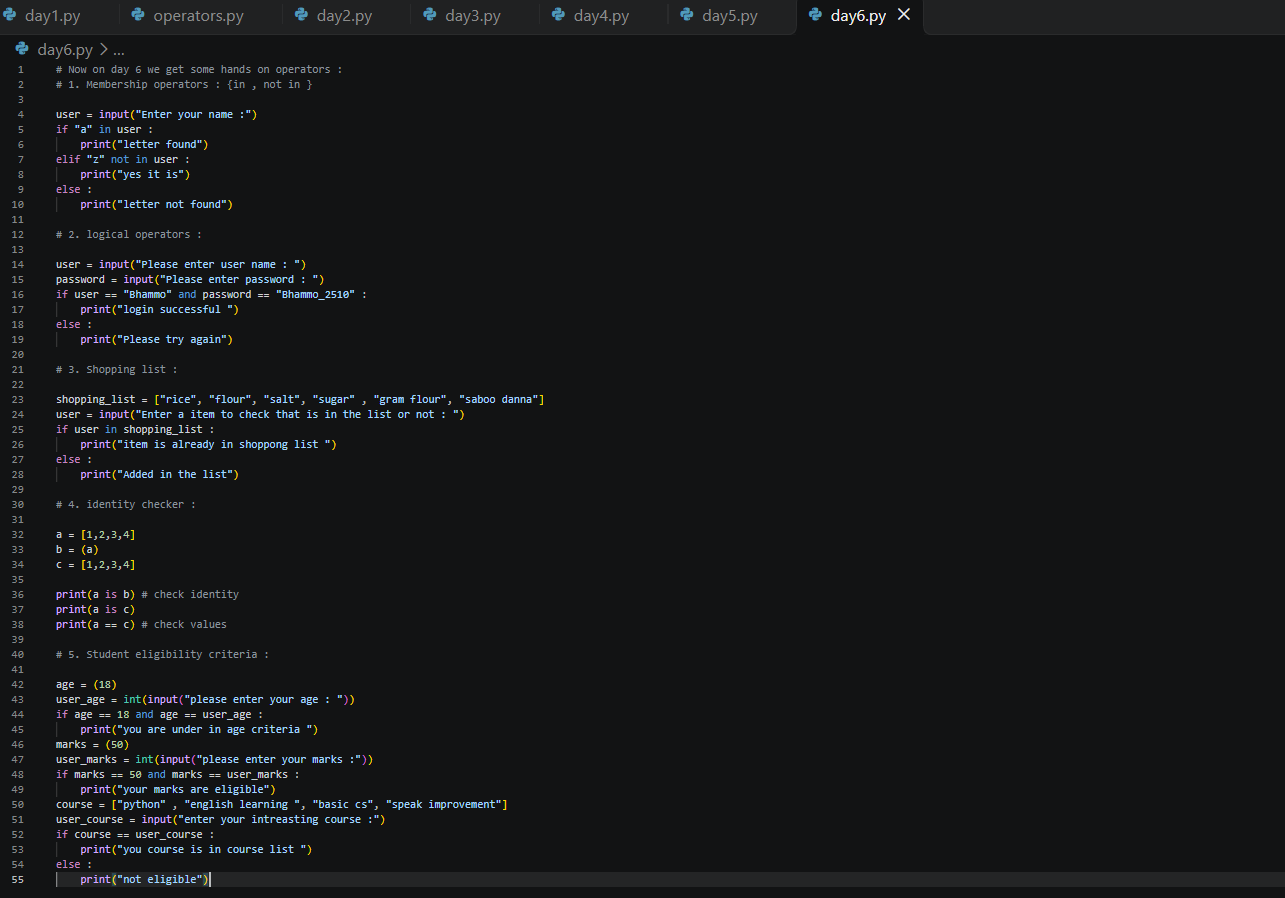 day1.py operators.py day2.py day3.py day4.py day5.py day6.py
day6.py > ...
1 # Now on day 6 we get some hands on operators :
2 # 1. Membership operators : {in , not in }
3
4 user = input("Enter your name :")
5 if "a" in user :
6     print("letter found")
7 elif "z" not in user :
8     print("yes it is")
9 else :
10     print("letter not found")
11
12 # 2. logical operators :
13
14 user = input("Please enter user name : ")
15 password = input("Please enter password : ")
16 if user == "Bhammo" and password == "Bhammo_2510" :
17     print("login successful ")
18 else :
19     print("Please try again")
20
21 # 3. Shopping list :
22
23 shopping_list = ["rice", "flour", "salt", "sugar" , "gram flour", "saboo danna"]
24 user = input("Enter a item to check that is in the list or not : ")
25 if user in shopping_list :
26     print("item is already in shoppong list ")
27 else :
28     print("Added in the list")
29
30 # 4. identity checker :
31
32 a = [1,2,3,4]
33 b = (a)
34 c = [1,2,3,4]
35
36 print(a is b) # check identity
37 print(a is c)
38 print(a == c) # check values
39
40 # 5. Student eligibility criteria :
41
42 age = (18)
43 user_age = int(input("please enter your age : "))
44 if age == 18 and age == user_age :
45     print("you are under in age criteria ")
46 marks = (50)
47 user_marks = int(input("please enter your marks :"))
48 if marks == 50 and marks == user_marks :
49     print("your marks are eligible")
50 course = ["python" , "english learning ", "basic cs", "speak improvement"]
51 user_course = input("enter your intreasting course :")
52 if course == user_course :
53     print("you course is in course list ")
54 else :
55     print("not eligible")